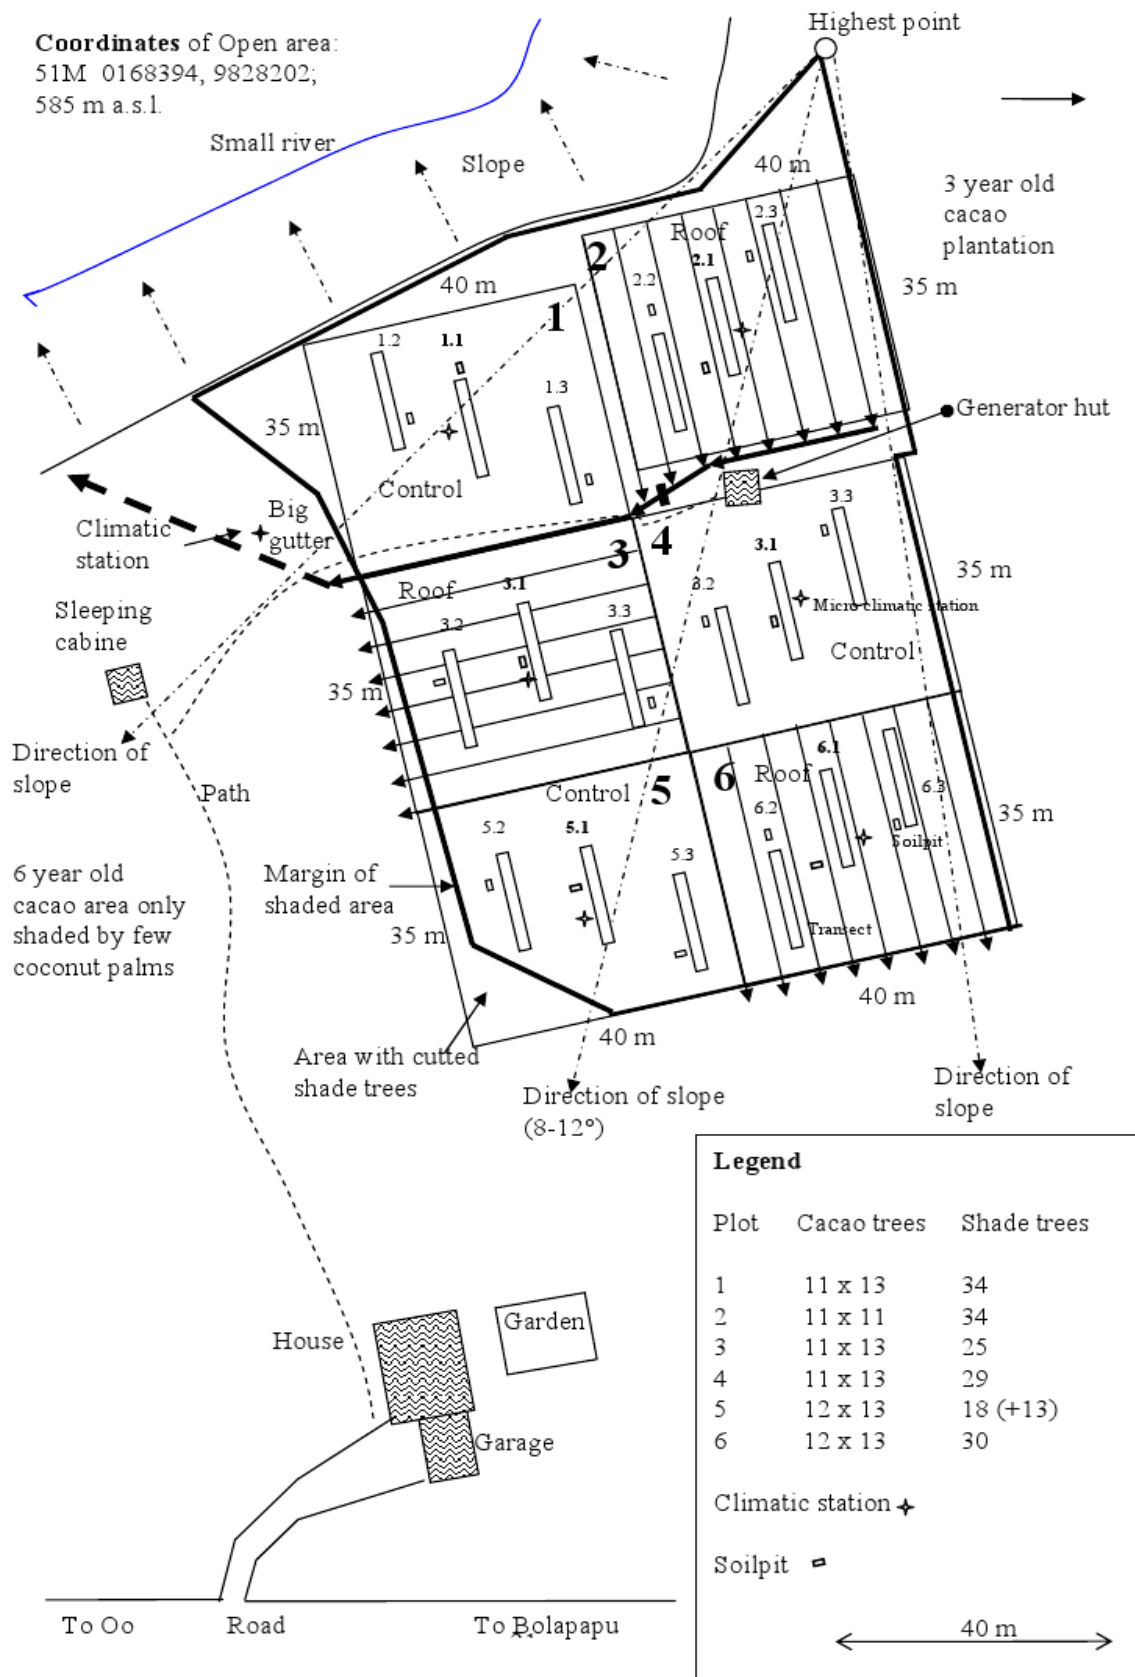 Highest point
Coordinates of Open area:
51M 0168394, 9828202;
585 m a.s.l.
Small river
Slope
40 m
3 year old
cacao
plantation
35 m
2
Roof
2.3
2.1
2.2
40 m
1
1.2
1.1
1.3
35 m
Control
Generator hut
Climatic
station
Big
gutter
3
4
3.3
3.1
3.2
Micro climatic station
Control
35 m
Roof
3.1
3.2
3.3
35 m
Sleeping
cabine
Direction of
slope
Path
Control
5
6
Roof
6.1
6.2
6.3
Soilpit
Transect
35 m
5.2
5.1
5.3
Margin of
shaded area
35 m
6 year old
cacao area only
shaded by few
coconut palms
40 m
40 m
Area with cutted
shade trees
Direction of slope
(8-12°)
Direction of
slope
Legend
Plot Cacao trees Shade trees
1 11 x 13 34
2 11 x 11 34
3 11 x 13 25
4 11 x 13 29
5 12 x 13 18 (+13)
6 12 x 13 30
Climatic station
Soilpit
40 m
House
Garden
Garage
To Oo
Road
To Bolapapu